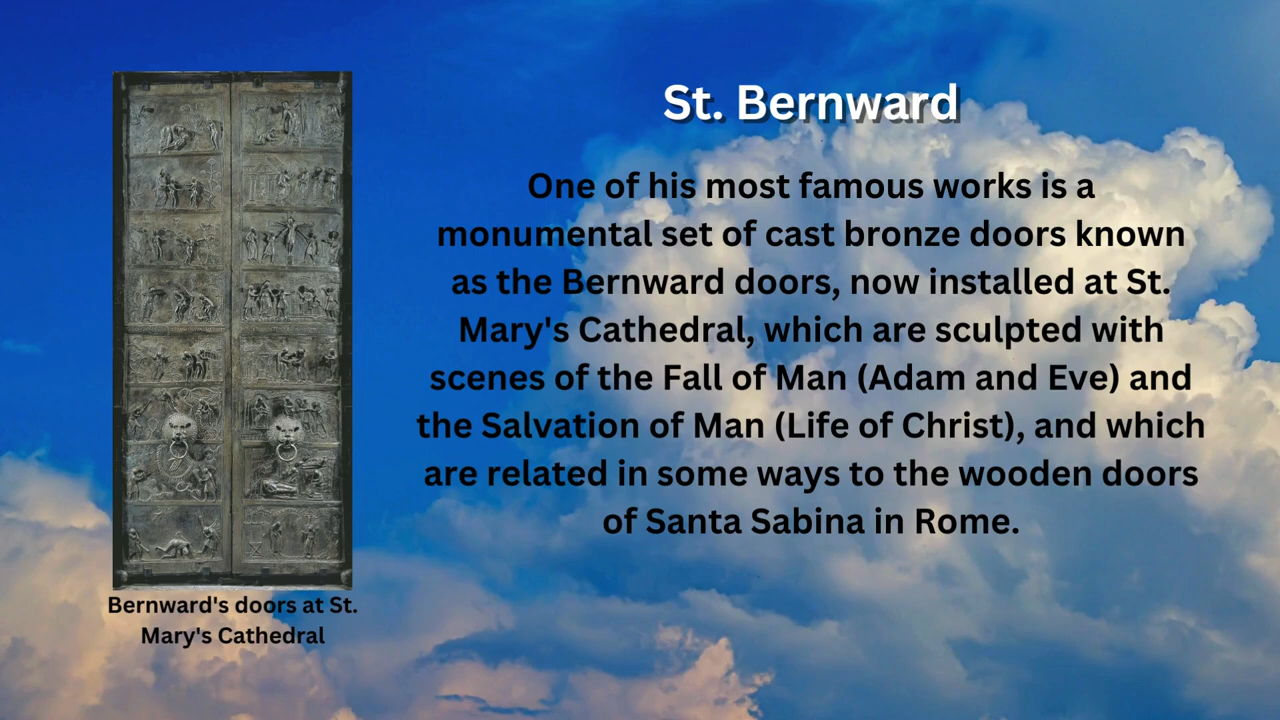 St. Bernward
One of his most famous works is a
monumental set of cast bronze doors known
as the Bernward doors, now installed at St.
Mary's Cathedral, which are sculpted with
scenes of the Fall of Man (Adam and Eve) and
the Salvation of Man (Life of Christ), and which
are related in some ways to the wooden doors
of Santa Sabina in Rome.
Bernward's doors at St.
Mary's Cathedral